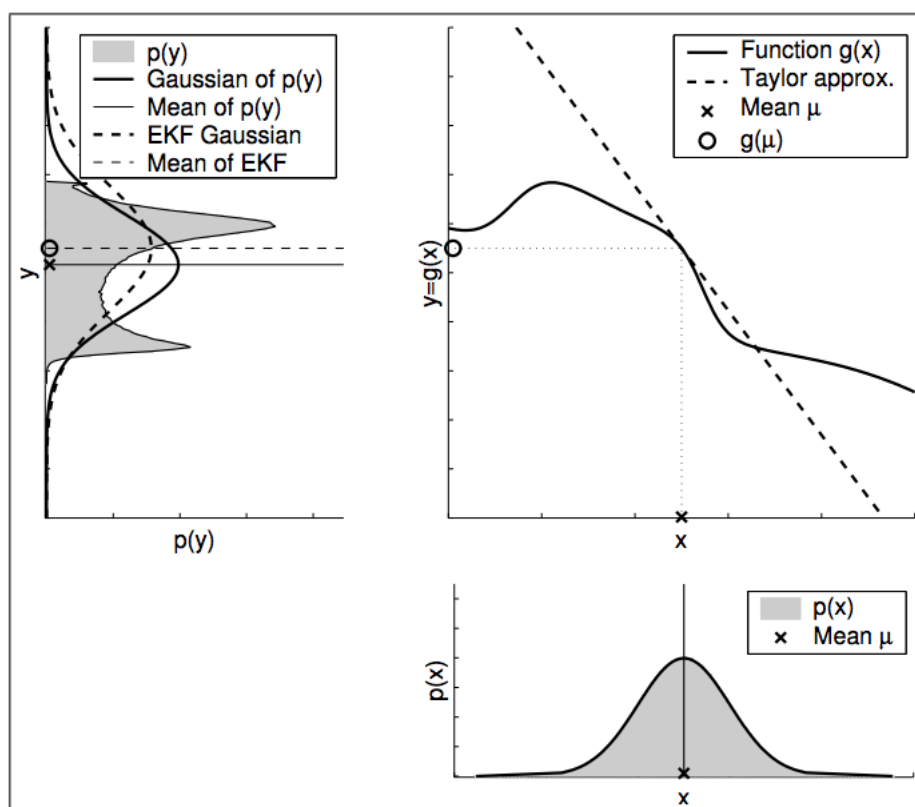 p(y)
Gaussian of p(y)
Mean of p(y)
EKF Gaussian
Mean of EKF
y
p(y)
Function g(x)
Taylor approx.
Mean μ
g(μ)
y=g(x)
x
p(x)
Mean μ
p(x)
x